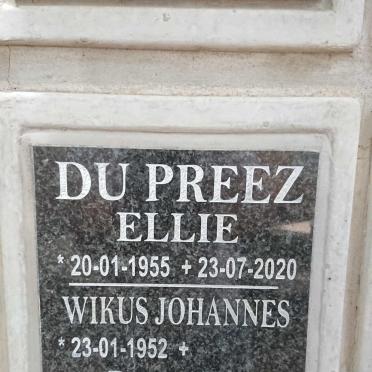 DU PREEZ
ELLIE
* 20-01-1955 + 23-07-2020
WIKUS JOHANNES
* 23-01-1952 +